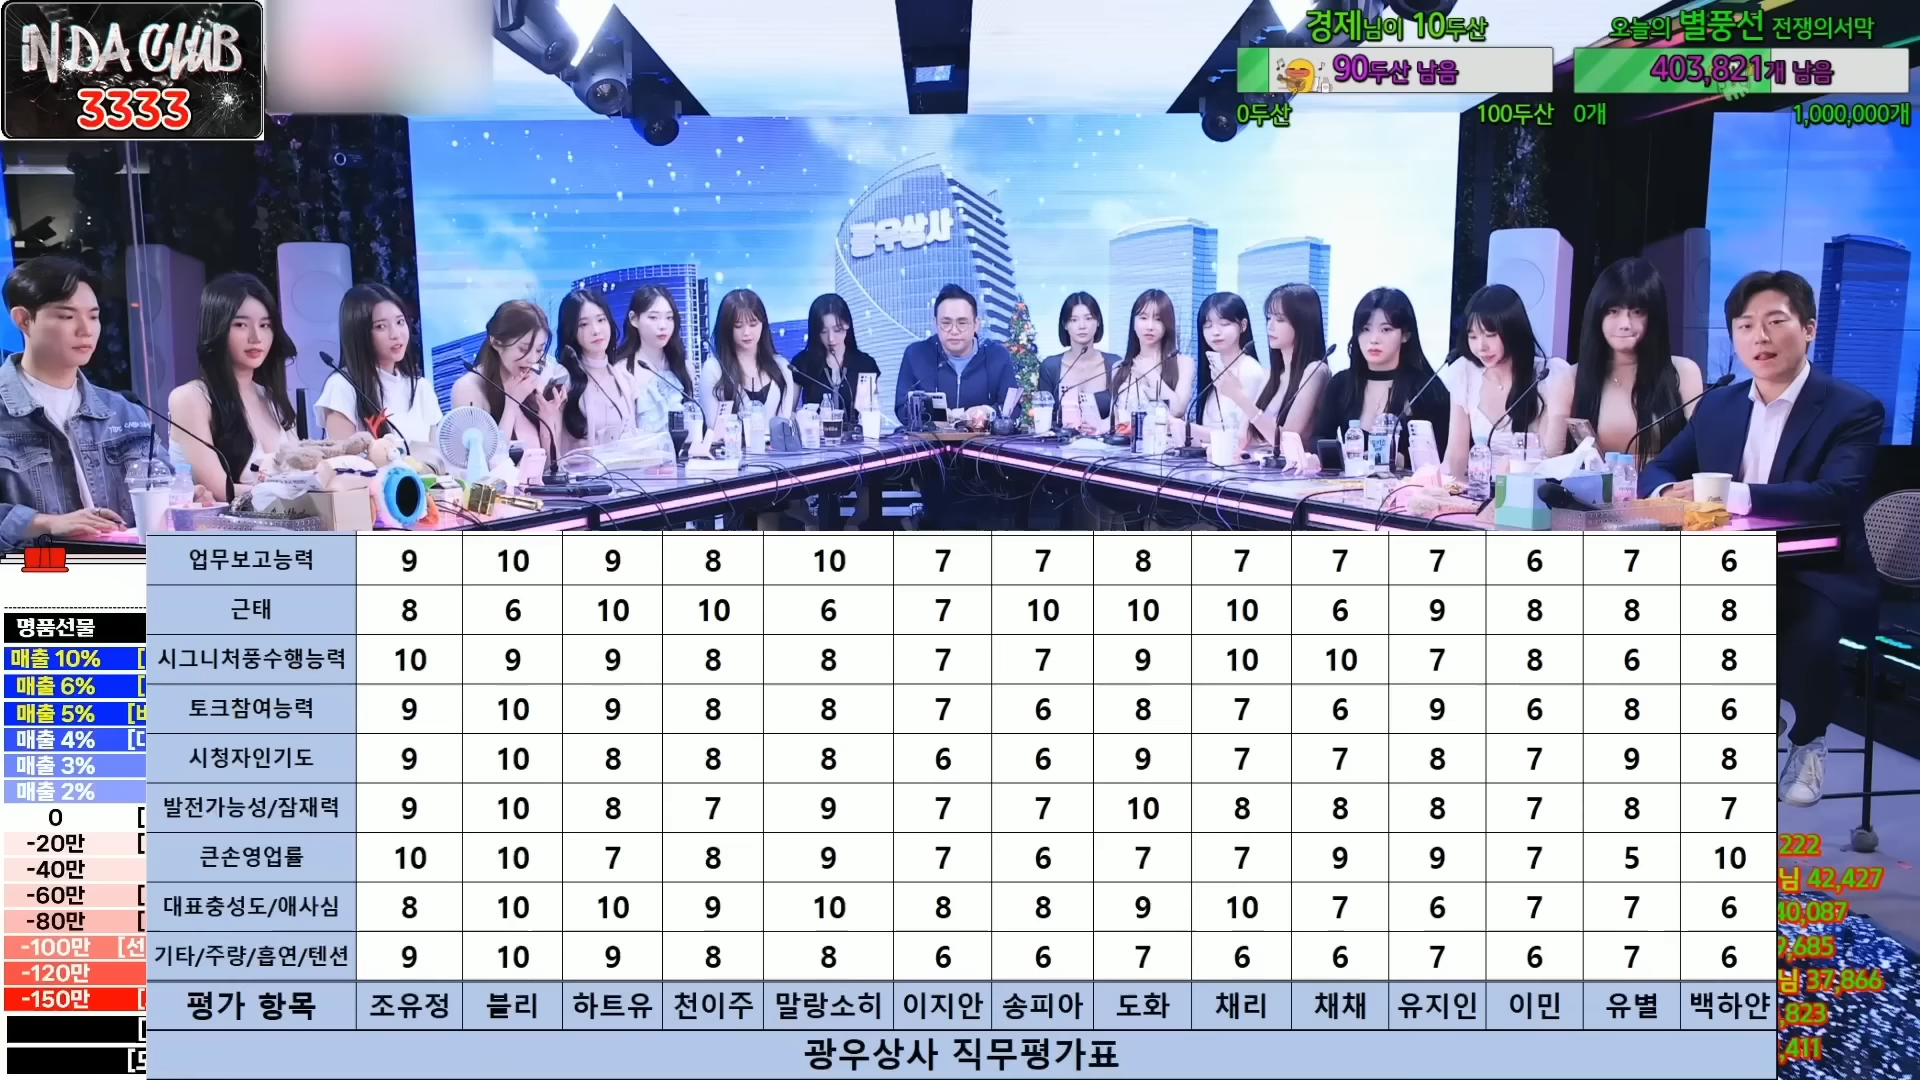 IN DA CLUB
3333
경제님이 10두산
90두산 남음
0두산 100두산
오늘의 별풍선 전쟁의서막
403,821개 남음
0개 1,000,000개
광우상사
명품선물
매출 10% [
매출 6% [
매출 5%
매출 4%
매출 3%
매출 2%
0 [
-20만 [
-40만
-60만 [
-80만 [
-100만 [선
-120만
-150만
업무보고능력 9 10 9 8 10 7 7 8 7 7 7 6 7 6
근태 8 6 10 10 6 7 10 10 10 6 9 8 8 8
시그니처풍수행능력 10 9 9 8 8 7 7 9 10 10 7 8 6 8
토크참여능력 9 10 9 8 8 7 6 8 7 6 9 6 8 6
시청자인기도 9 10 8 8 8 6 6 9 7 7 8 7 9 8
발전가능성/잠재력 9 10 8 7 9 7 7 10 8 8 8 7 8 7
큰손영업률 10 10 7 8 9 7 6 7 7 9 9 7 5 10
대표충성도/애사심 8 10 10 9 10 8 8 9 10 7 6 7 7 6
기타/주량/흡연/텐션 9 10 9 8 8 6 6 7 6 6 7 6 7 6
평가 항목 조유정 블리 하트유 천이주 말랑소히 이지안 송피아 도화 채리 채채 유지인 이민 유별 백하얀
광우상사 직무평가표
222
님 42,427
40,087
,685
님 37,866
,823
,411